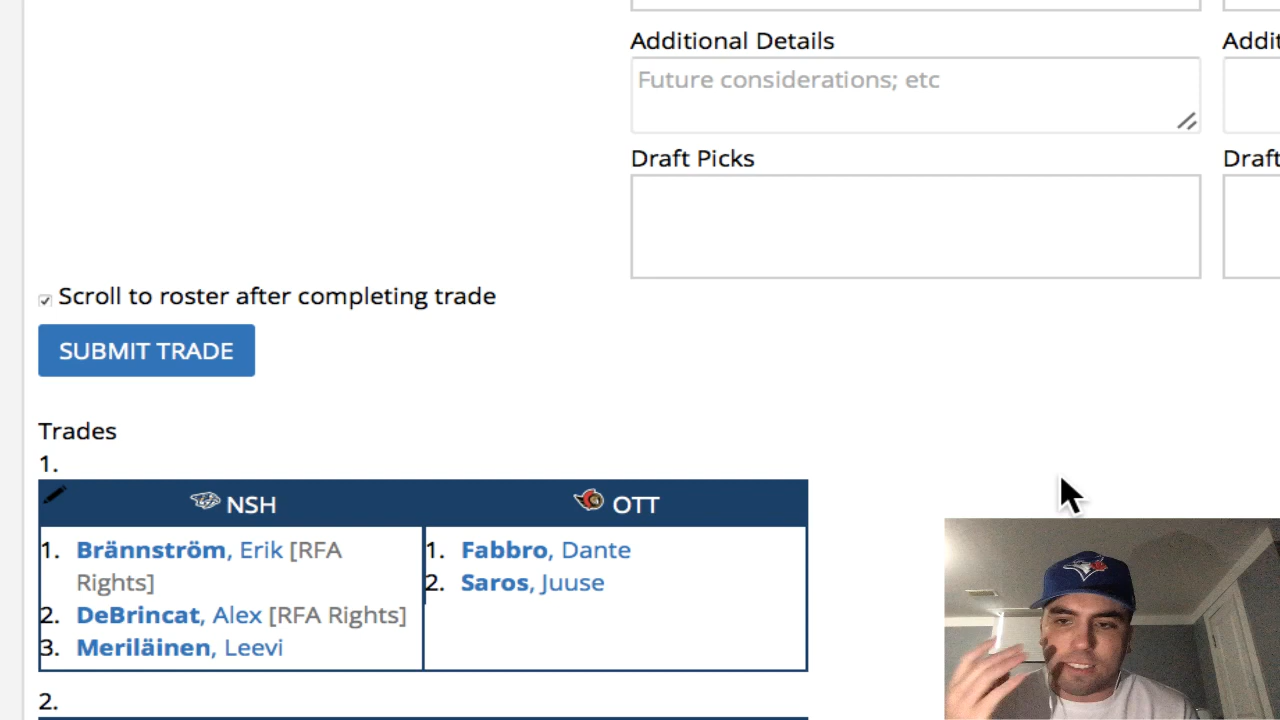 Additional Details
Addit
Future considerations; etc
Draft Picks
Draft
Scroll to roster after completing trade
SUBMIT TRADE
Trades
1.
NSH
OTT
1. Brännström, Erik [RFA
Rights]
2. DeBrincat, Alex [RFA Rights]
3. Meriläinen, Leevi
1. Fabbro, Dante
2. Saros, Juuse
2.